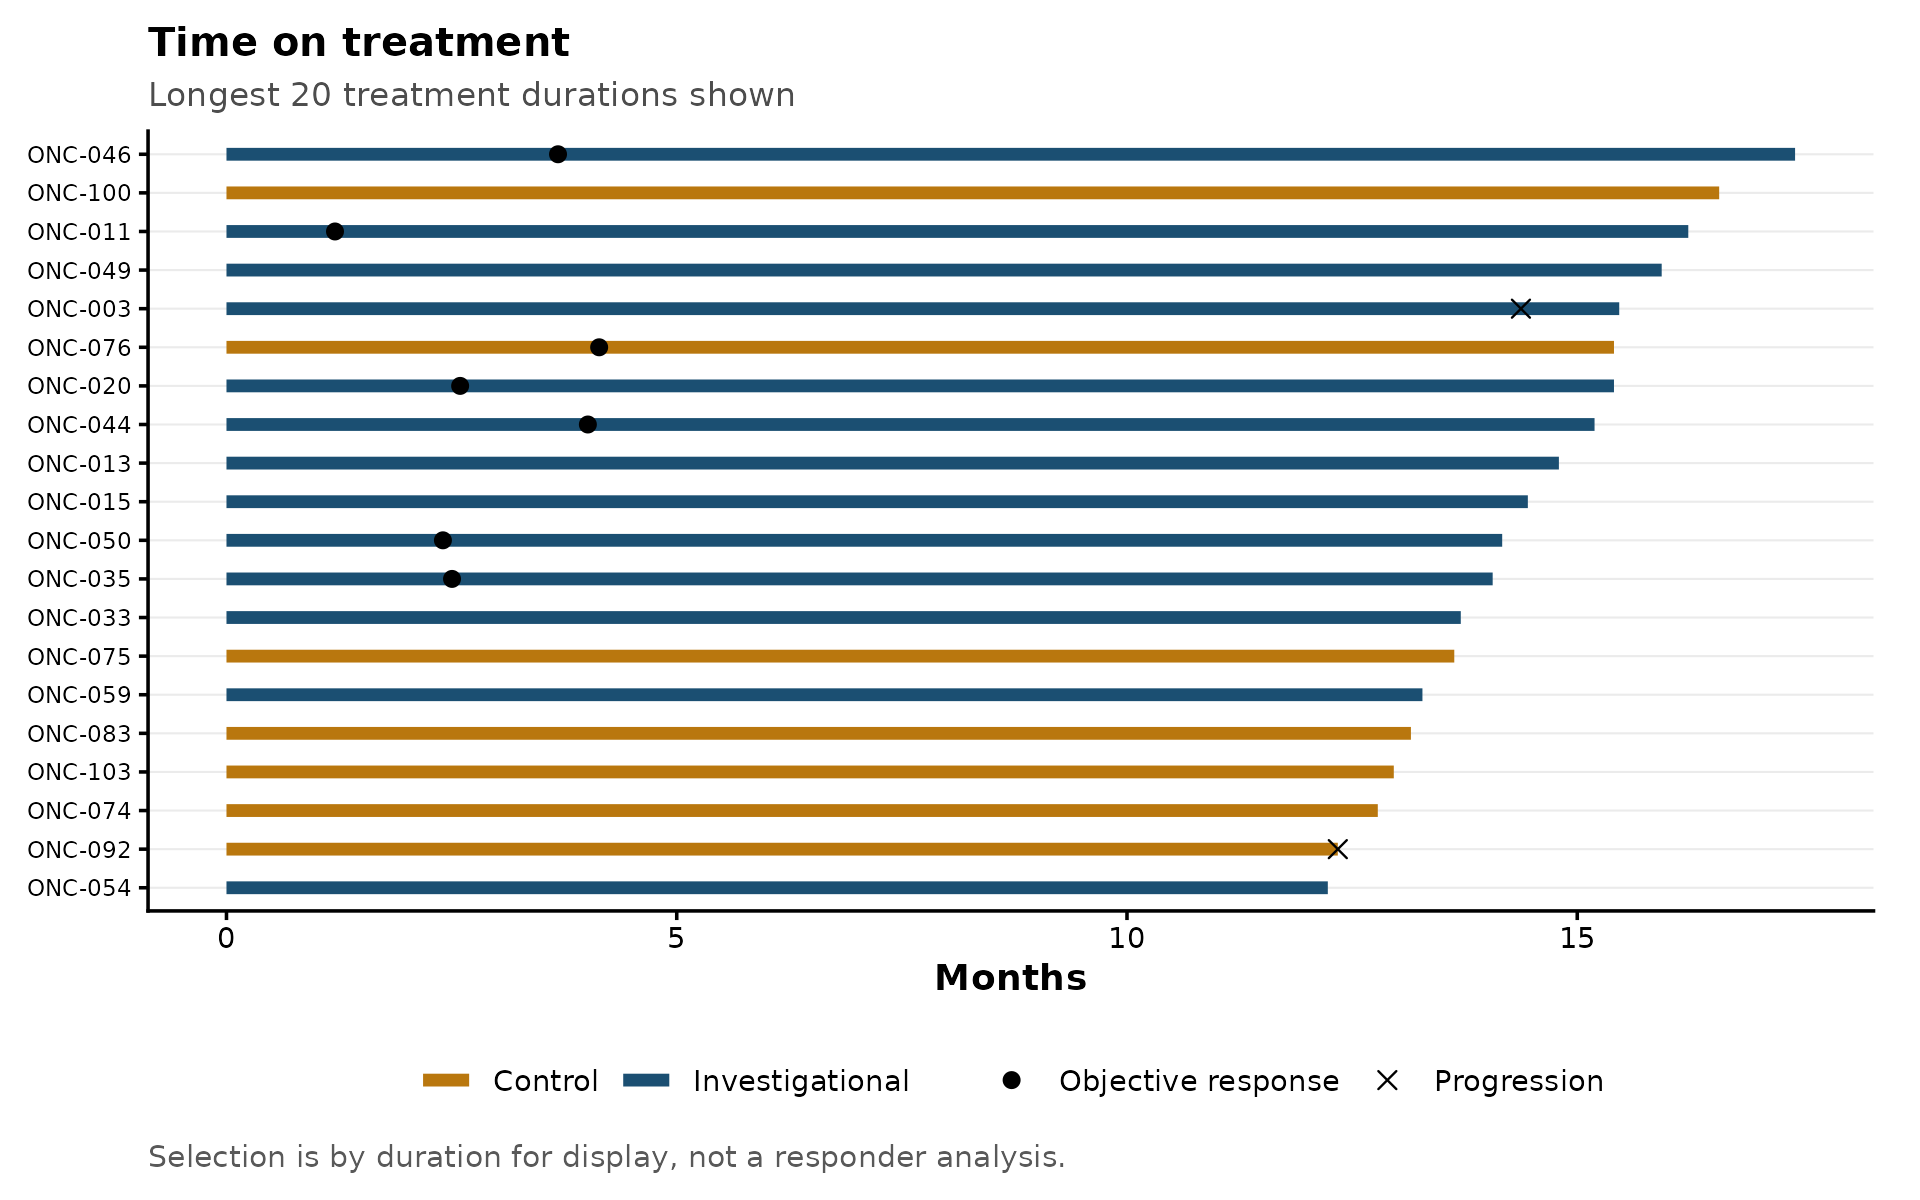 Time on treatment
Longest 20 treatment durations shown
ONC-046
ONC-100
ONC-011
ONC-049
ONC-003
ONC-076
ONC-020
ONC-044
ONC-013
ONC-015
ONC-050
ONC-035
ONC-033
ONC-075
ONC-059
ONC-083
ONC-103
ONC-074
ONC-092
ONC-054
0 5 10 15
Months
Control Investigational Objective response Progression
Selection is by duration for display, not a responder analysis.